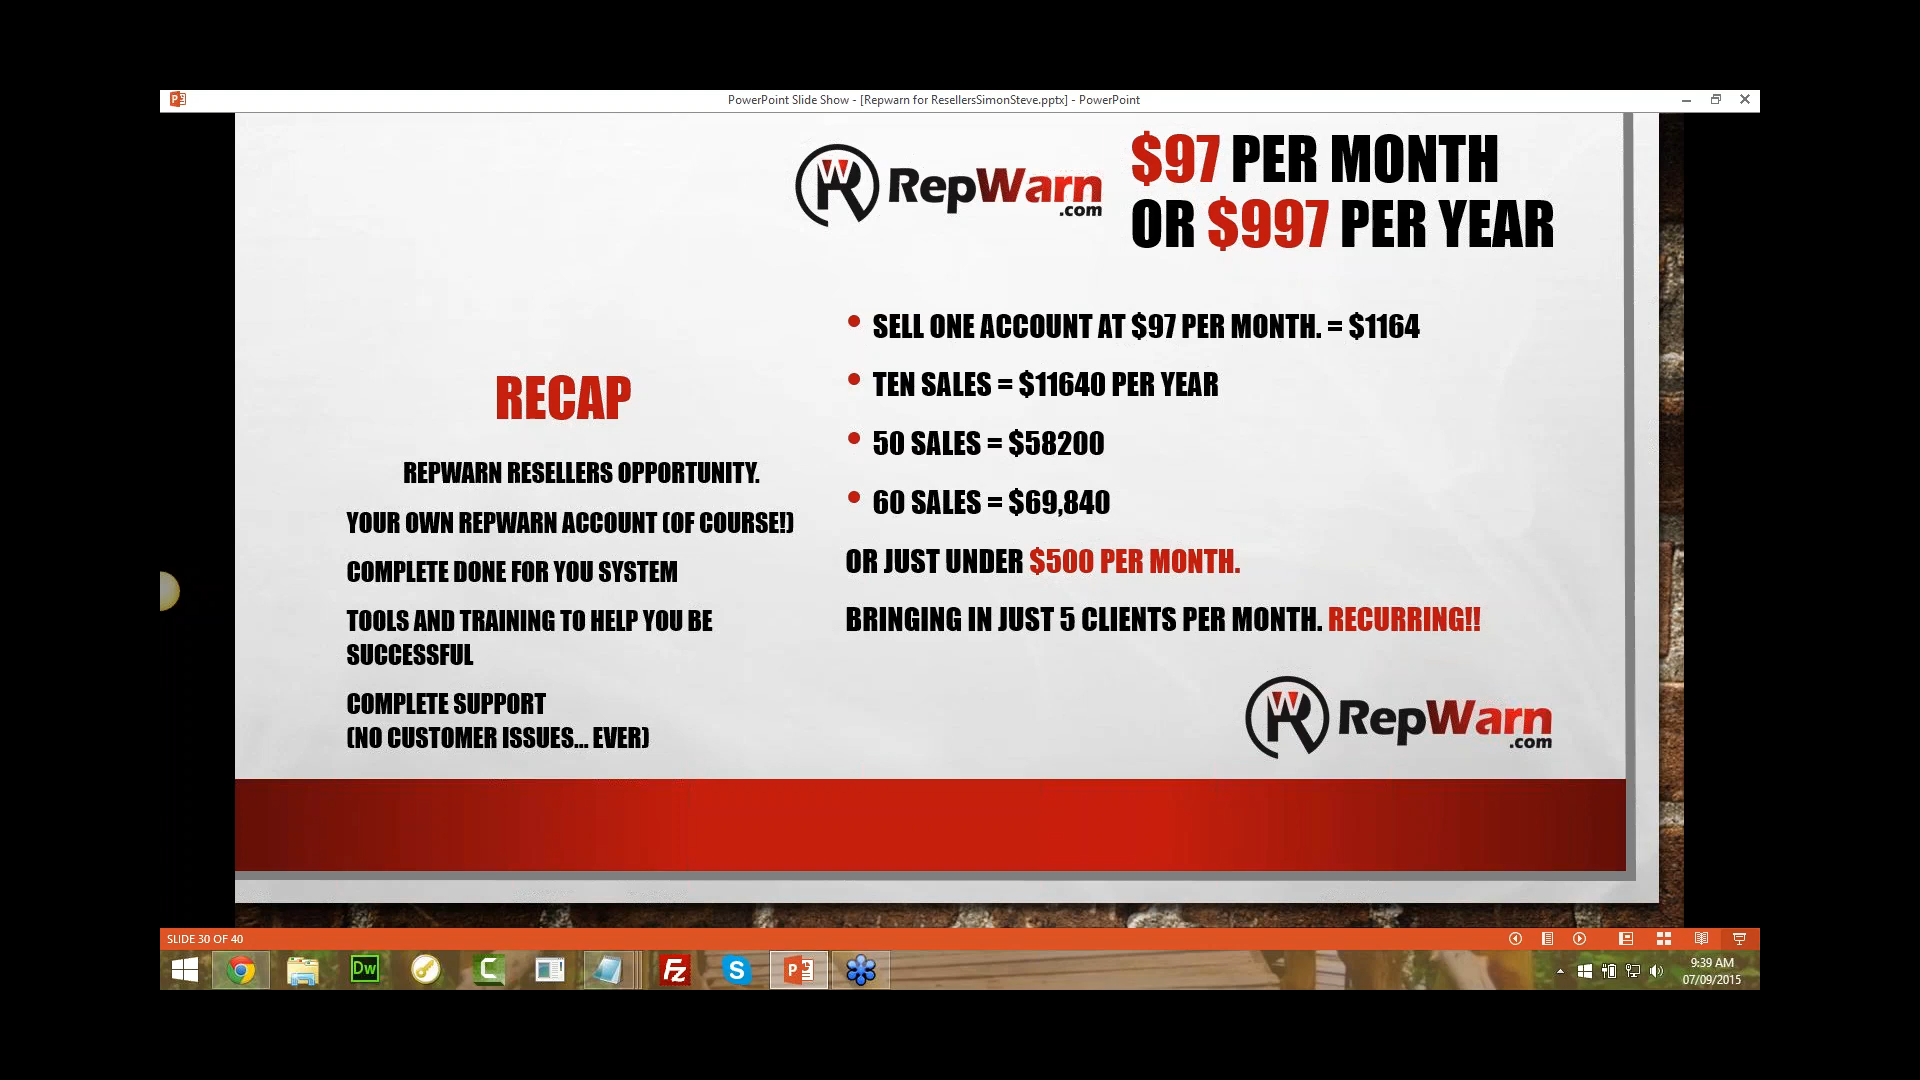 PowerPoint Slide Show - [Repwarn for ResellersSimonSteve.pptx] - PowerPoint
RepWarn
.com
$97 PER MONTH
OR $997 PER YEAR
RECAP
REPWARN RESELLERS OPPORTUNITY.
YOUR OWN REPWARN ACCOUNT (OF COURSE!)
COMPLETE DONE FOR YOU SYSTEM
TOOLS AND TRAINING TO HELP YOU BE
SUCCESSFUL
COMPLETE SUPPORT
(NO CUSTOMER ISSUES... EVER)
SELL ONE ACCOUNT AT $97 PER MONTH. = $1164
TEN SALES = $11640 PER YEAR
50 SALES = $58200
60 SALES = $69,840
OR JUST UNDER $500 PER MONTH.
BRINGING IN JUST 5 CLIENTS PER MONTH. RECURRING!!
RepWarn
.com
SLIDE 30 OF 40
Dw
9:39 AM
07/09/2015